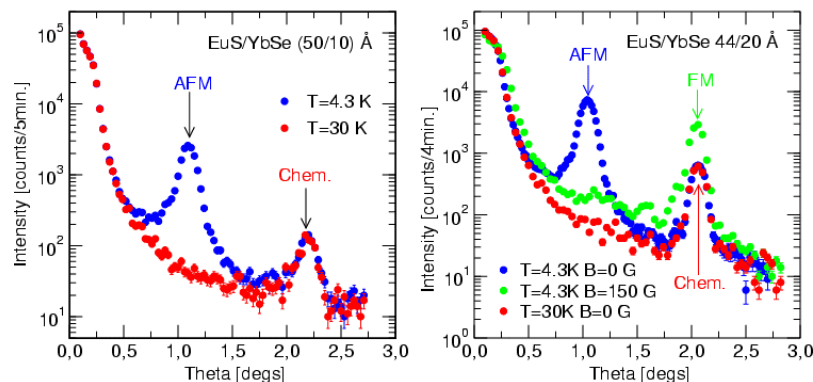 EuS/YbSe (50/10) Å
AFM
T=4.3 K
T=30 K
Chem.
Intensity [counts/5min.]
10^5
10^4
10^3
10^2
10^1
0,0 0,5 1,0 1,5 2,0 2,5 3,0
Theta [degs]
EuS/YbSe 44/20 Å
AFM
FM
Intensity [counts/4min.]
10^5
10^4
10^3
10^2
10^1
10^0
T=4.3K B=0 G
T=4.3K B=150 G
T=30K B=0 G
Chem.
0,0 0,5 1,0 1,5 2,0 2,5 3,0
Theta [degs]